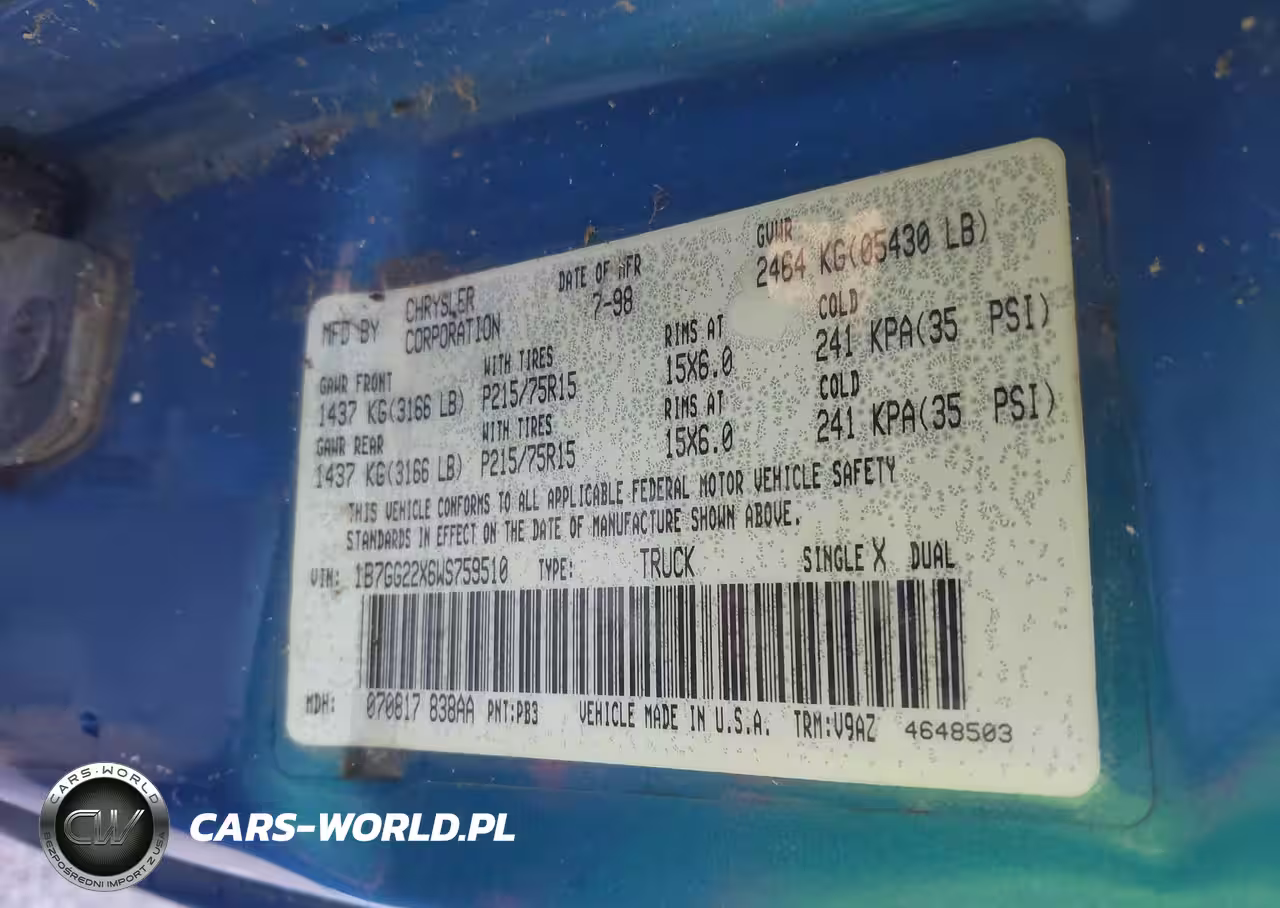 MFD BY CHRYSLER CORPORATION DATE OF MFR 7-98 GVWR 2464 KG(05430 LB)
GAWR FRONT WITH TIRES RIMS AT COLD
1437 KG(3166 LB) P215/75R15 15X6.0 241 KPA(35 PSI)
GAWR REAR WITH TIRES RIMS AT COLD
1437 KG(3166 LB) P215/75R15 15X6.0 241 KPA(35 PSI)
THIS VEHICLE CONFORMS TO ALL APPLICABLE FEDERAL MOTOR VEHICLE SAFETY
STANDARDS IN EFFECT ON THE DATE OF MANUFACTURE SHOWN ABOVE.
VIN: 1B7GG22X6WS759510 TYPE: TRUCK SINGLE X DUAL
MDH: 070817 838AA PNT:PB3 VEHICLE MADE IN U.S.A. TRM:V9AZ 4648503
CARS-WORLD
CW
BEZPOŚREDNI IMPORT Z USA
CARS-WORLD.PL